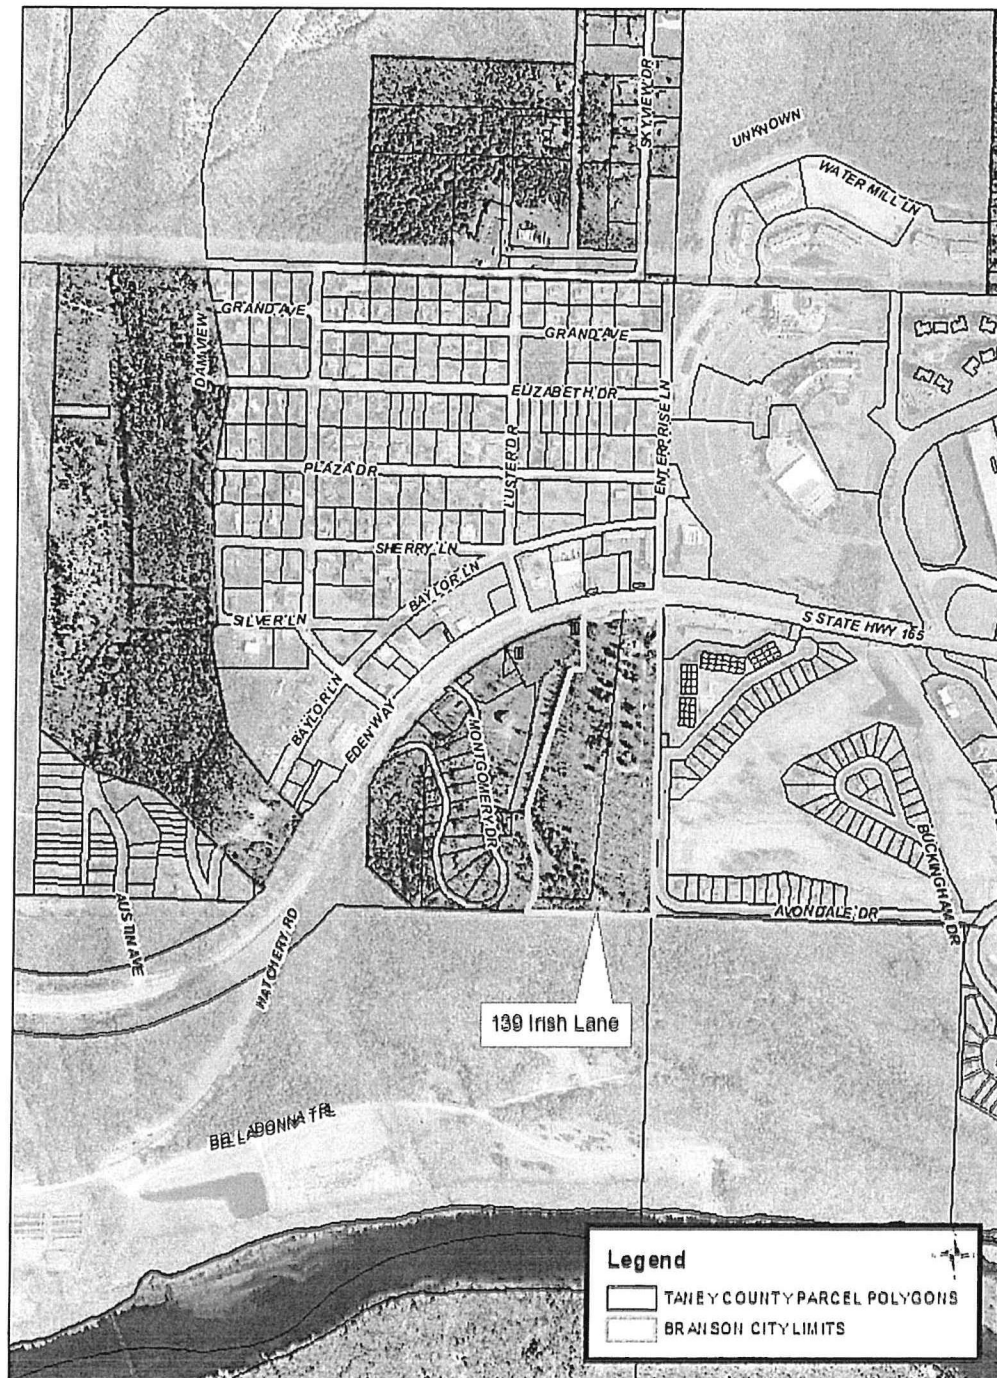 SKYVIEW DR
UNKNOWN
WATER MILL LN
GRAND AVE
DAMVIEW
GRAND AVE
ELIZABETH DR
ENTERPRISE LN
LUSTER DR
PLAZA DR
SHERRY LN
BAYLOR LN
SILVER LN
S STATE HWY 165
BAYLOR LN
EDEN WAY
MONTGOMERY DR
BUCKINGHAM DR
AUSTIN AVE
AVONDALE DR
HATCHERY RD
139 Irish Lane
BELLADONNA TRL
Legend
TANEY COUNTY PARCEL POLYGONS
BRANSON CITY LIMITS